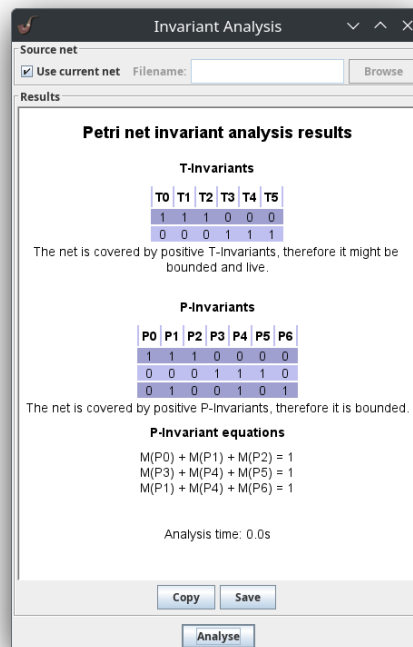 Invariant Analysis
Source net
Use current net Filename: Browse
Results
Petri net invariant analysis results
T-Invariants
T0 T1 T2 T3 T4 T5
1 1 1 0 0 0
0 0 0 1 1 1
The net is covered by positive T-Invariants, therefore it might be
bounded and live.
P-Invariants
P0 P1 P2 P3 P4 P5 P6
1 1 1 0 0 0 0
0 0 0 1 1 1 0
0 1 0 0 1 0 1
The net is covered by positive P-Invariants, therefore it is bounded.
P-Invariant equations
M(P0) + M(P1) + M(P2) = 1
M(P3) + M(P4) + M(P5) = 1
M(P1) + M(P4) + M(P6) = 1
Analysis time: 0.0s
Copy Save
Analyse